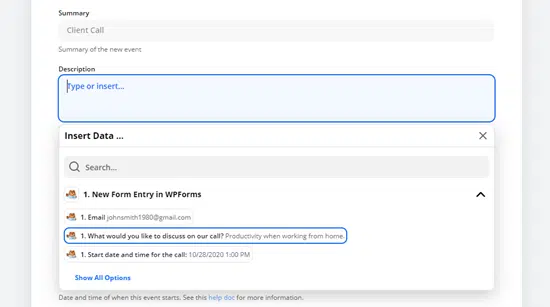 Summary
Client Call
Summary of the new event
Description
Type or insert...
Insert Data ...
Search...
1. New Form Entry in WPForms
1. Email johnsmith1980@gmail.com
1. What would you like to discuss on our call? Productivity when working from home.
1. Start date and time for the call: 10/28/2020 1:00 PM
Show All Options
Date and time of when this event starts. See this help doc for more information.